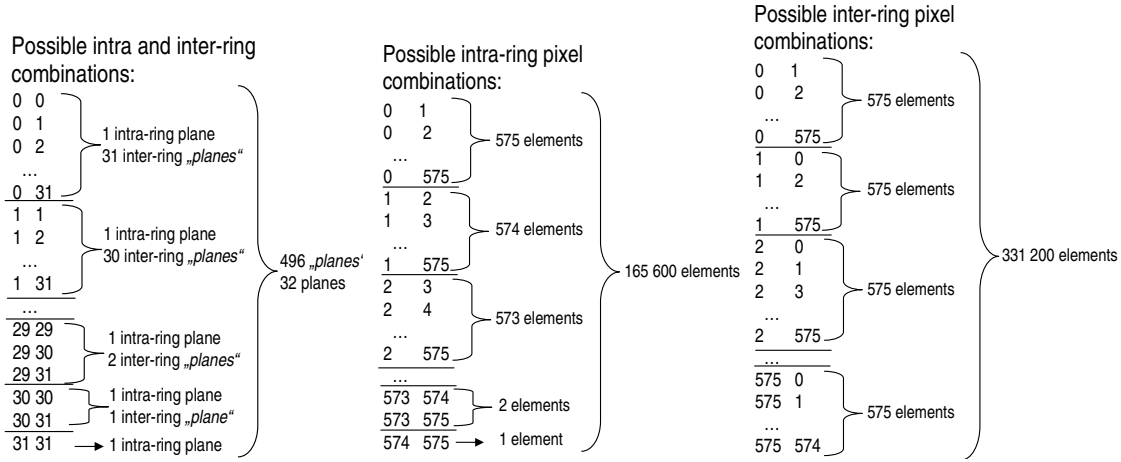 Possible intra and inter-ring
combinations:
0 0
0 1
0 2
...
0 31
1 intra-ring plane
31 inter-ring „planes“
1 1
1 2
...
1 31
1 intra-ring plane
30 inter-ring „planes“
...
29 29
29 30
29 31
1 intra-ring plane
2 inter-ring „planes“
30 30
30 31
1 intra-ring plane
1 inter-ring „plane“
31 31
1 intra-ring plane
496 „planes“
32 planes
Possible intra-ring pixel
combinations:
0 1
0 2
...
0 575
575 elements
1 2
1 3
...
1 575
574 elements
2 3
2 4
...
2 575
573 elements
...
573 574
573 575
2 elements
574 575
1 element
165 600 elements
Possible inter-ring pixel
combinations:
0 1
0 2
...
0 575
575 elements
1 0
1 2
...
1 575
575 elements
2 0
2 1
2 3
...
2 575
575 elements
...
575 0
575 1
...
575 574
575 elements
331 200 elements